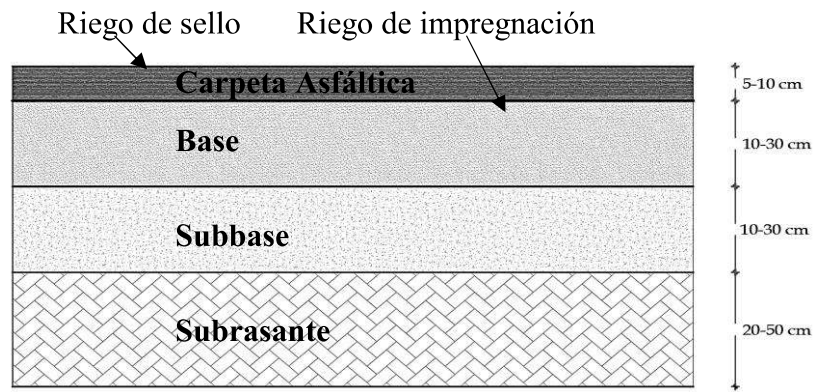 Riego de sello Riego de impregnación
Carpeta Asfáltica 5-10 cm
Base 10-30 cm
Subbase 10-30 cm
Subrasante 20-50 cm